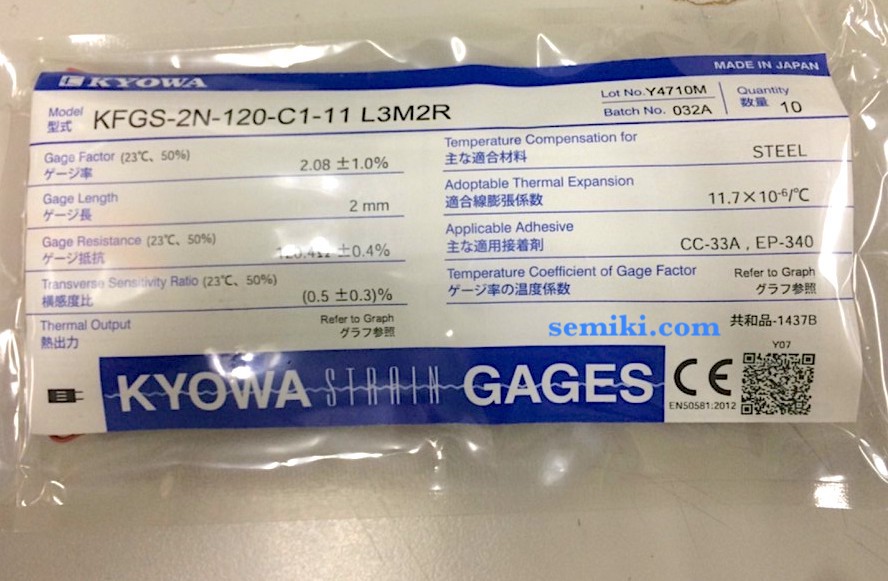 KYOWA
MADE IN JAPAN
Model
型式
KFGS-2N-120-C1-11 L3M2R
Lot No. Y4710M
Batch No. 032A
Quantity
数量 10
Gage Factor (23℃, 50%)
ゲージ率
2.08 ±1.0%
Gage Length
ゲージ長
2 mm
Gage Resistance (23℃, 50%)
ゲージ抵抗
120.4Ω ±0.4%
Transverse Sensitivity Ratio (23℃, 50%)
横感度比
(0.5 ±0.3)%
Thermal Output
熱出力
Refer to Graph
グラフ参照
Temperature Compensation for
主な適合材料
STEEL
Adoptable Thermal Expansion
適合線膨張係数
11.7×10⁻⁶/℃
Applicable Adhesive
主な適用接着剤
CC-33A , EP-340
Temperature Coefficient of Gage Factor
ゲージ率の温度係数
Refer to Graph
グラフ参照
semiki.com
共和品-1437B
KYOWA STRAIN GAGES
CE
EN50581:2012
Y07